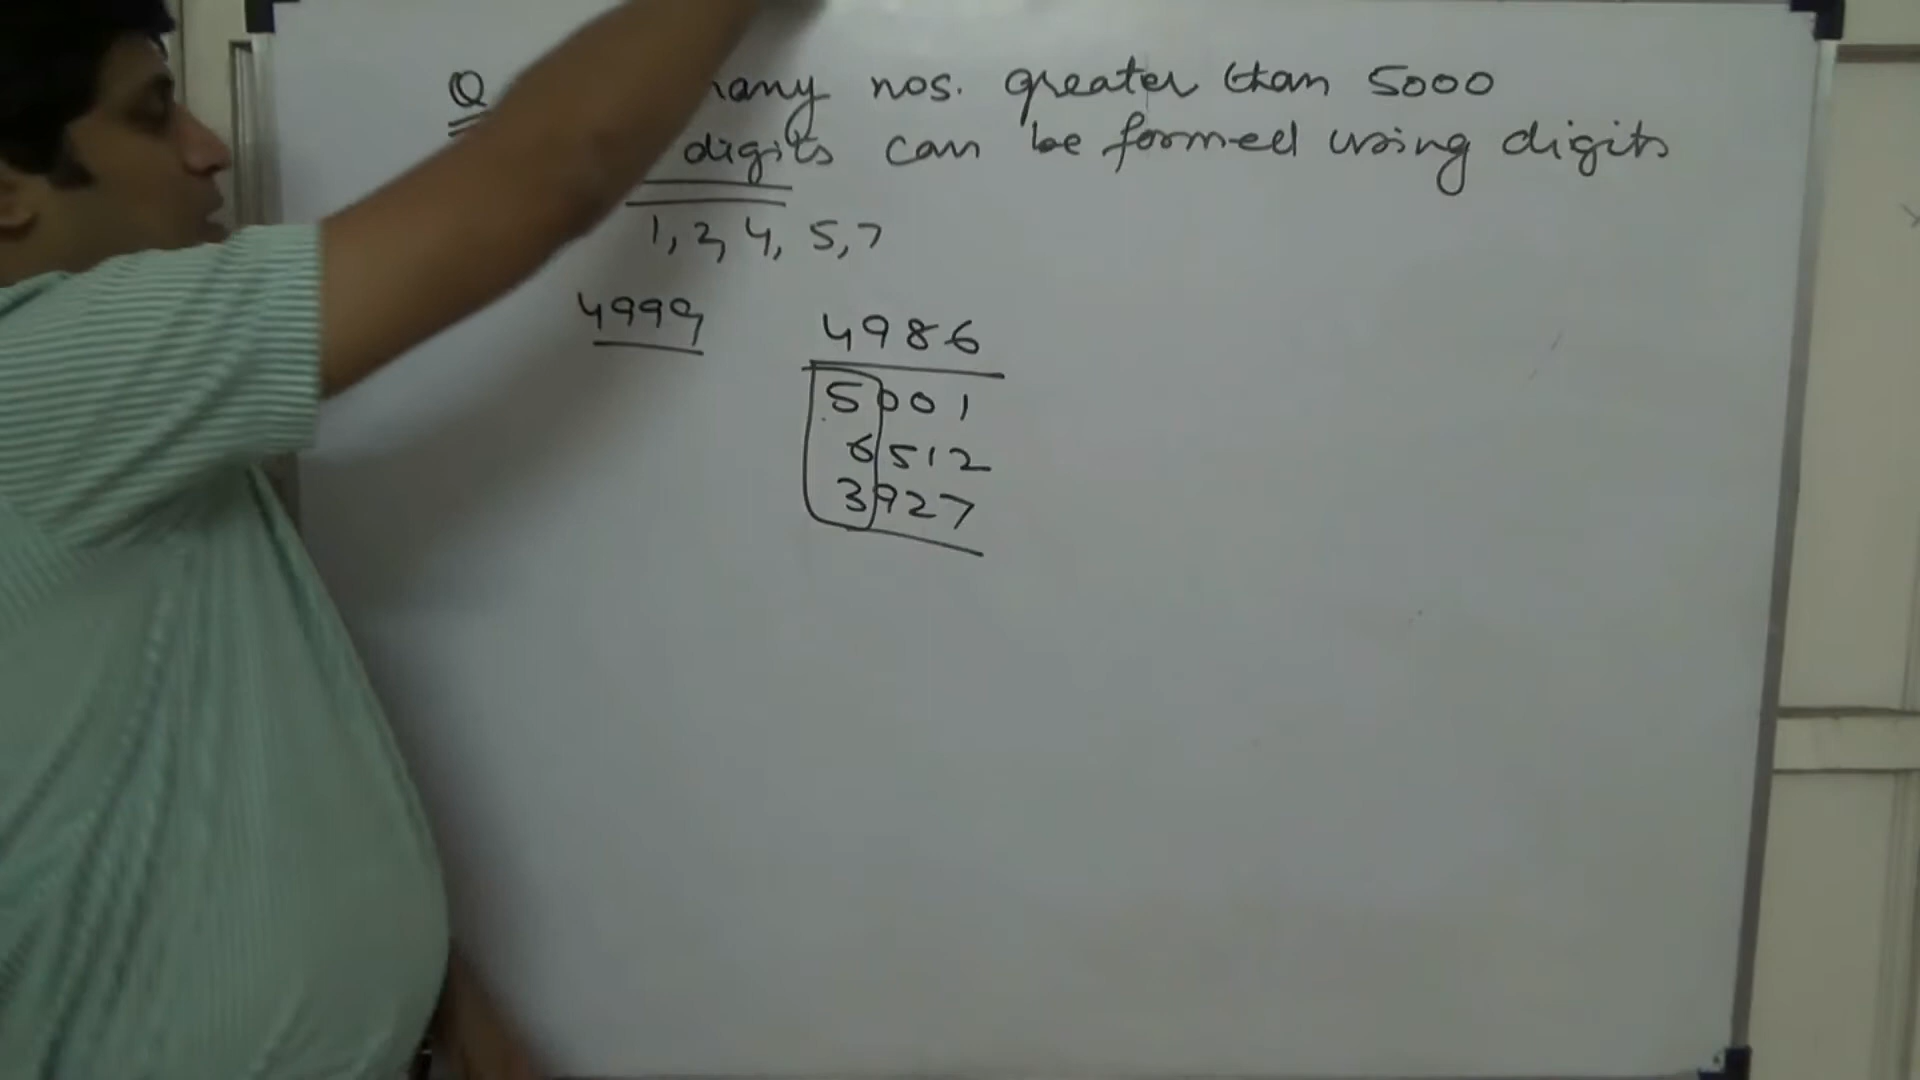 Q many nos. greater than 5000
digits can be formed using digits
1, 2, 4, 5, 7
4999
4986
5001
6512
3927